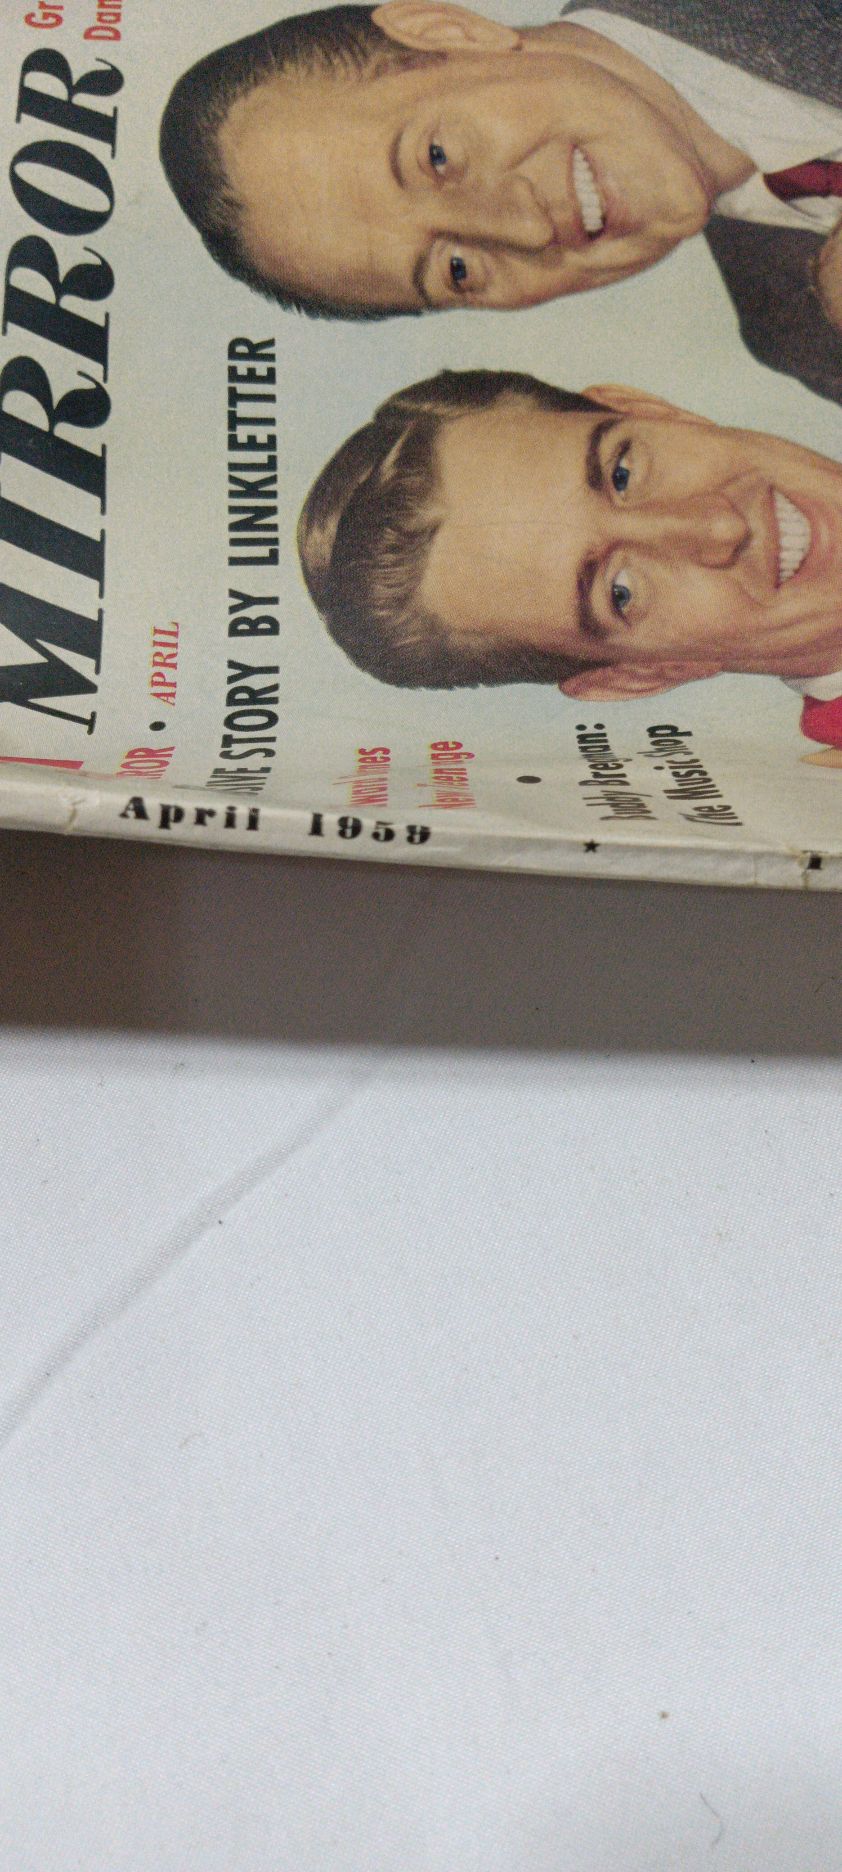 MIRROR
Gr
Dan
ROR • APRIL
SIVE STORY BY LINKLETTER
•
Buddy Bregman:
The Music Shop
April 1959
★